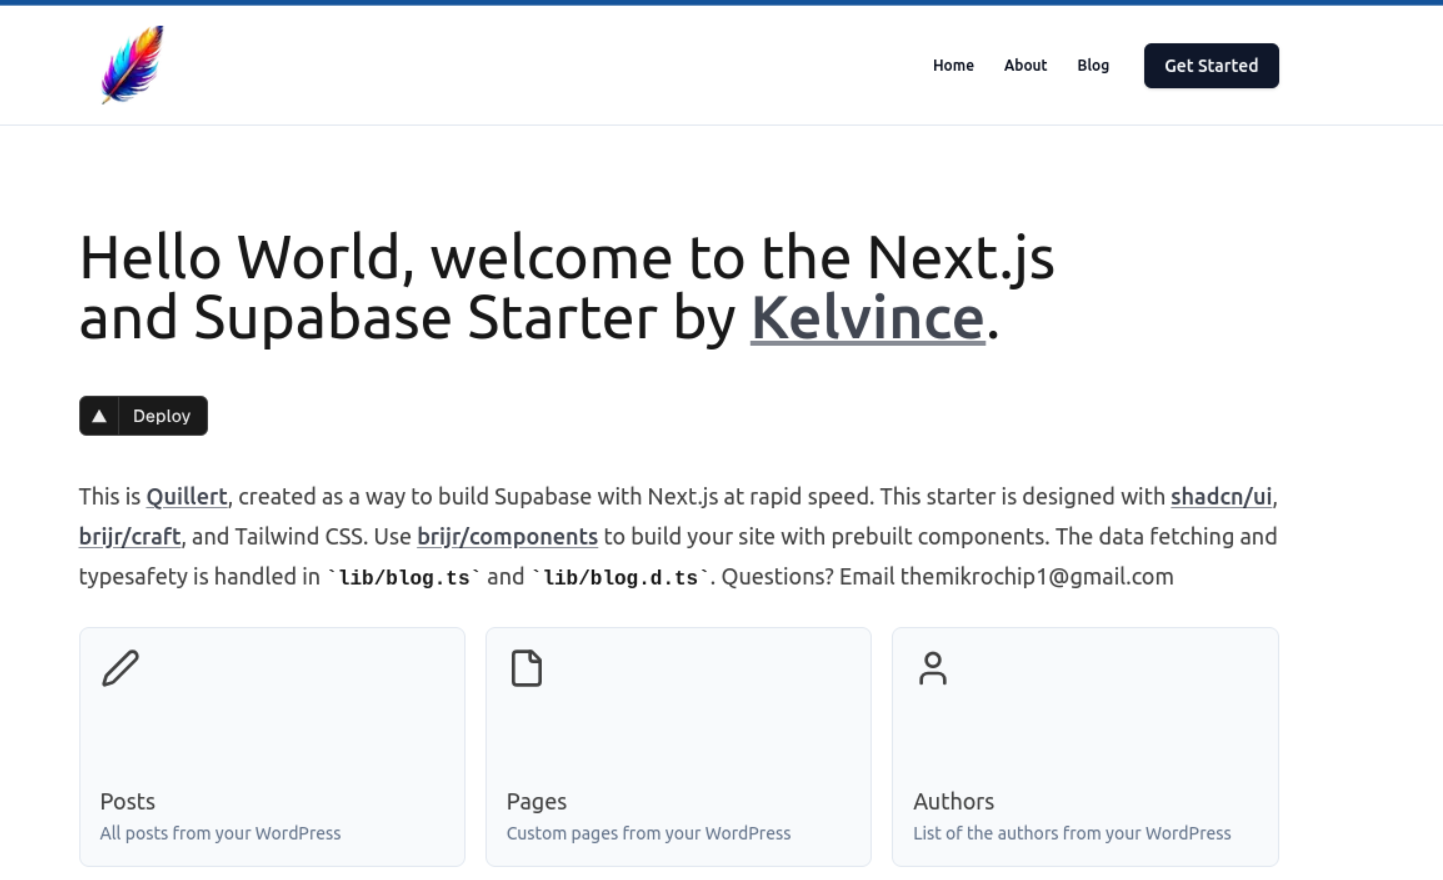 Home About Blog Get Started
Hello World, welcome to the Next.js
and Supabase Starter by Kelvince.
Deploy
This is Quillert, created as a way to build Supabase with Next.js at rapid speed. This starter is designed with shadcn/ui,
brijr/craft, and Tailwind CSS. Use brijr/components to build your site with prebuilt components. The data fetching and
typesafety is handled in `lib/blog.ts` and `lib/blog.d.ts`. Questions? Email themikrochip1@gmail.com
Posts
All posts from your WordPress
Pages
Custom pages from your WordPress
Authors
List of the authors from your WordPress